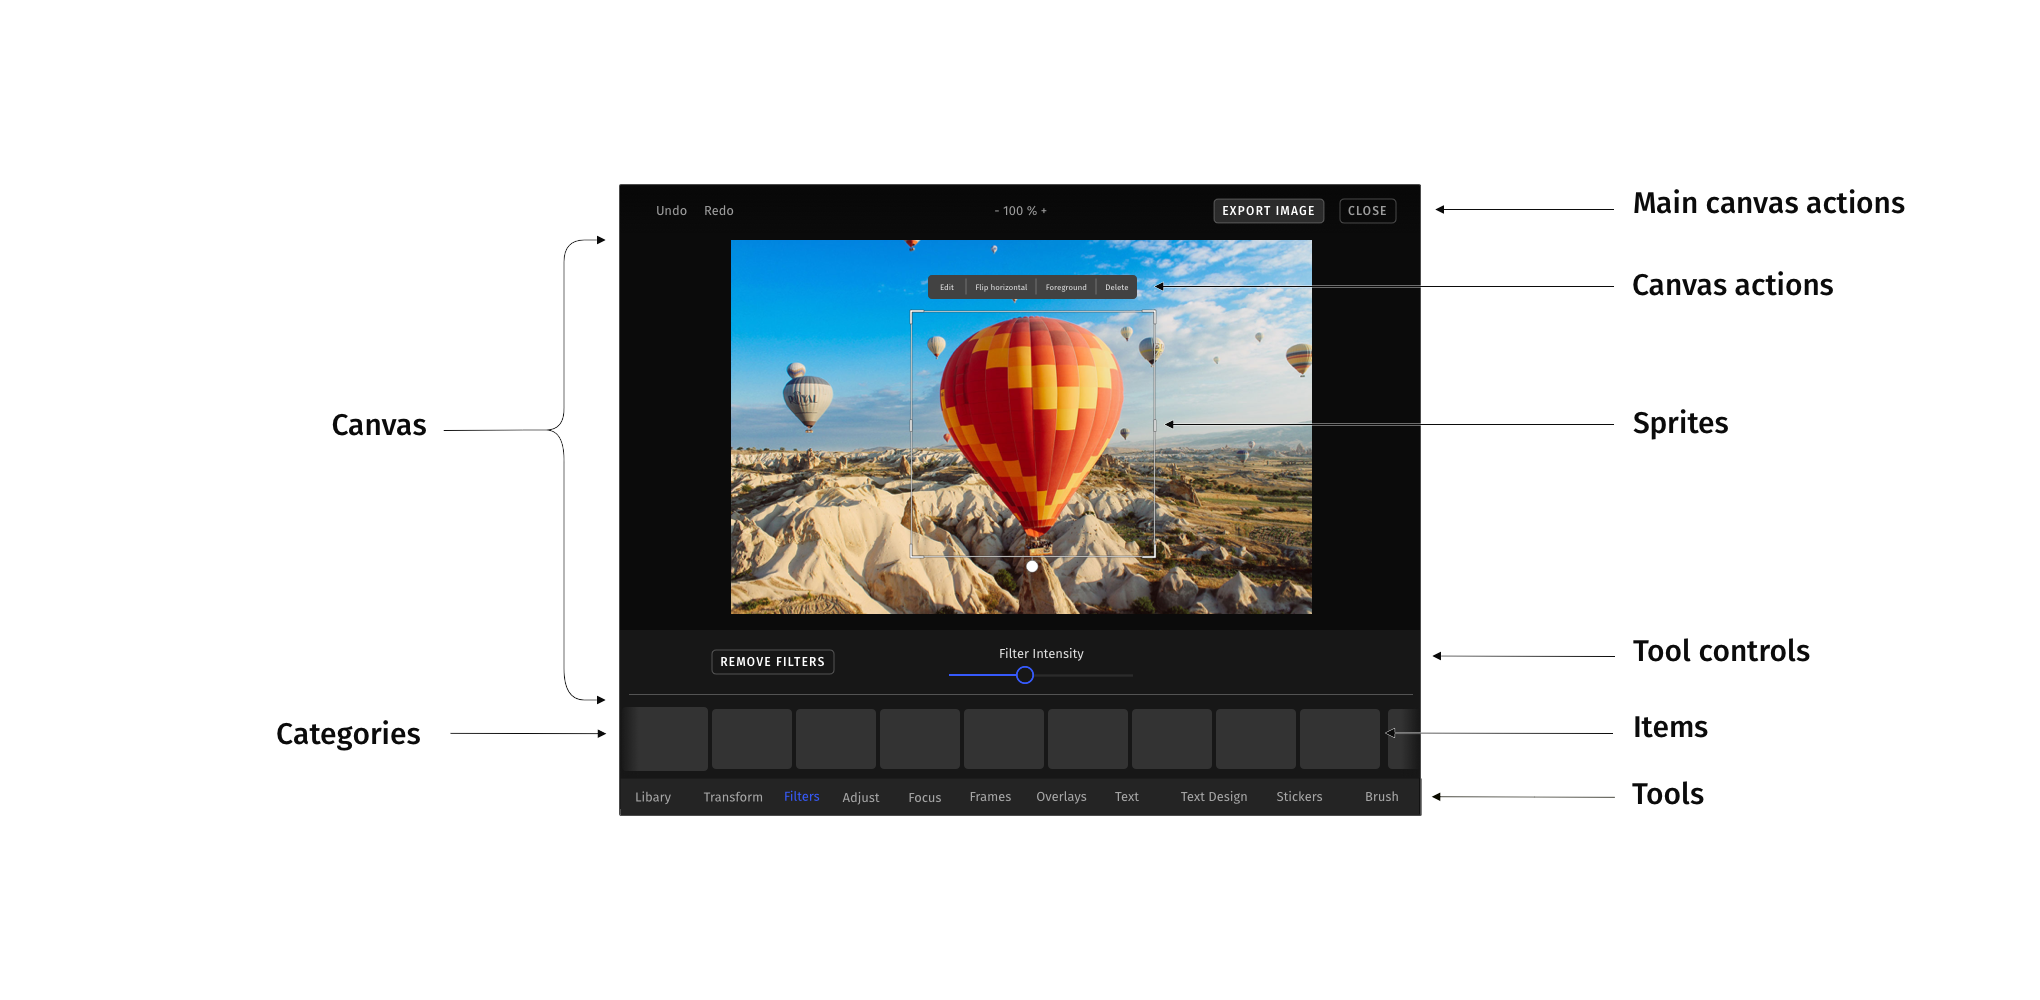 Main canvas actions
Undo Redo - 100 % + EXPORT IMAGE CLOSE
Canvas actions
Edit Flip horizontal Foreground Delete
Canvas
Sprites
Tool controls
Filter Intensity
REMOVE FILTERS
Categories
Items
Tools
Libary Transform Filters Adjust Focus Frames Overlays Text Text Design Stickers Brush